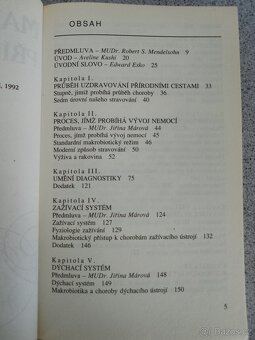 OBSAH
PŘEDMLUVA – MUDr. Robert S. Mendelsohn 9
ÚVOD – Aveline Kushi 20
ÚVODNÍ SLOVO – Edward Esko 25
Kapitola I.
PRŮBĚH UZDRAVOVÁNÍ PŘÍRODNÍMI CESTAMI 33
Stupně, jimiž probíhá průběh choroby 36
Sedm úrovní našeho stravování 40
Kapitola II.
PROCES, JÍMŽ PROBÍHÁ VÝVOJ NEMOCÍ
Předmluva – MUDr. Jiřina Márová 43
Proces, jímž probíhá vývoj nemoci 45
Standardní makrobiotický režim 46
Moderní způsob stravování 50
Výživa a rakovina 52
Kapitola III.
UMĚNÍ DIAGNOSTIKY 75
Dodatek 121
Kapitola IV.
ZAŽÍVACÍ SYSTÉM
Předmluva – MUDr. Jiřina Márová 124
Zažívací systém 127
Fyziologie zažívání 129
Makrobiotický přístup k chorobám zažívacího ústrojí 132
Dodatek 146
Kapitola V.
DÝCHACÍ SYSTÉM
Předmluva – MUDr. Jiřina Márová 148
Dýchací systém 149
Makrobiotika a choroby dýchacího ústrojí 150
5
, 1992